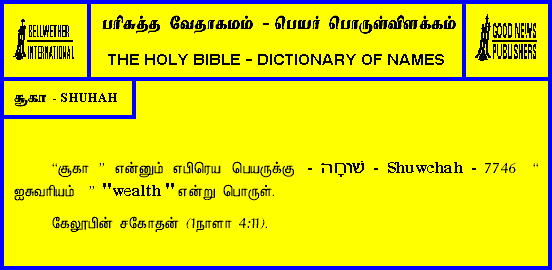 BELLWETHER
INTERNATIONAL
பரிசுத்த வேதாகமம் - பெயர் பொருள்விளக்கம்
THE HOLY BIBLE - DICTIONARY OF NAMES
GOOD NEWS
PUBLISHERS
சூகா - SHUHAH
“சூகா ” என்னும் எபிரெய பெயருக்கு - שׁוּחָה - Shuwchah - 7746 “
ஐசுவரியம் ” "wealth" என்று பொருள்.
கேலூபின் சகோதன் (1நாளா 4:11).